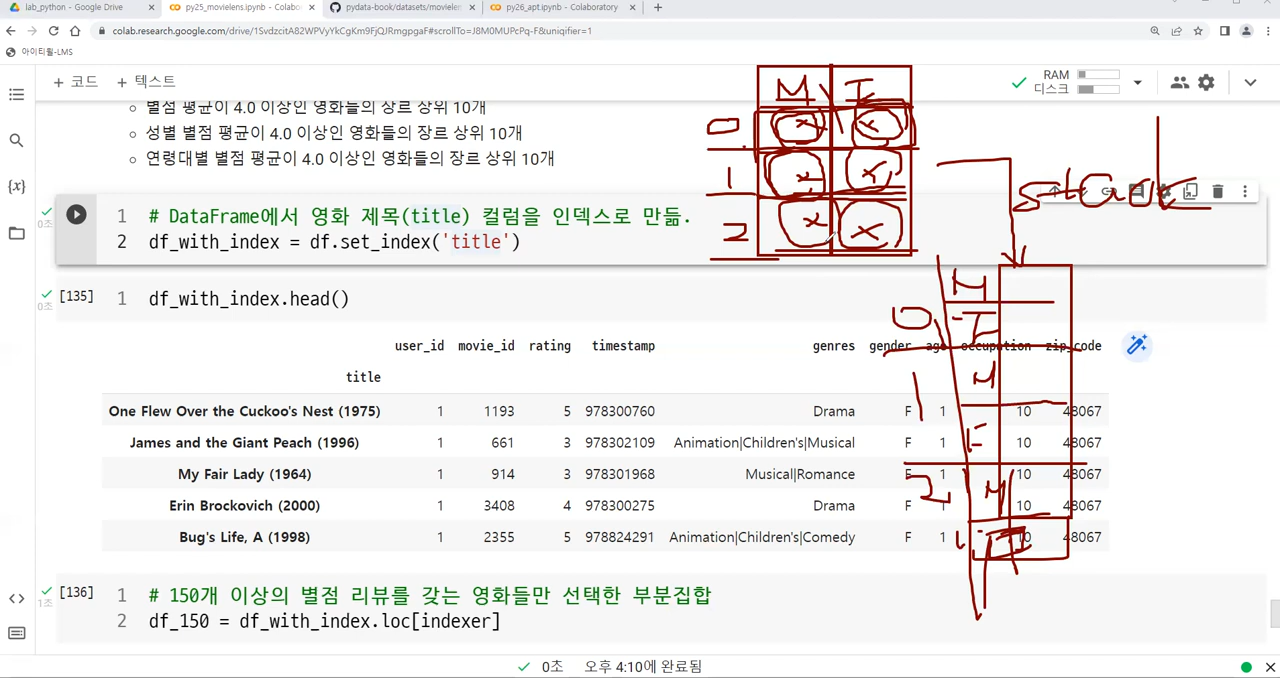 lab_python - Google Drive
py25_movielens.ipynb - Colabo
pydata-book/datasets/movielen
py26_apt.ipynb - Colaboratory
colab.research.google.com/drive/1SvdzcitA82WPVyYkCgKm9FjQJRmgpgaF#scrollTo=J8M0MUPcPq-F&uniqifier=1
아이티윌-LMS
+ 코드 + 텍스트
RAM
디스크
별점 평균이 4.0 이상인 영화들의 장르 상위 10개
성별 별점 평균이 4.0 이상인 영화들의 장르 상위 10개
연령대별 별점 평균이 4.0 이상인 영화들의 장르 상위 10개
M
0
1
2
stack
0초
1 # DataFrame에서 영화 제목(title) 컬럼을 인덱스로 만듦.
2 df_with_index = df.set_index('title')
[135] 1 df_with_index.head()
0초
M
0
1 M
2 M
user_id movie_id rating timestamp genres gender age occupation zip_code
title
One Flew Over the Cuckoo's Nest (1975) 1 1193 5 978300760 Drama F 1 10 48067
James and the Giant Peach (1996) 1 661 3 978302109 Animation|Children's|Musical F 1 10 48067
My Fair Lady (1964) 1 914 3 978301968 Musical|Romance F 1 10 48067
Erin Brockovich (2000) 1 3408 4 978300275 Drama F 1 10 48067
Bug's Life, A (1998) 1 2355 5 978824291 Animation|Children's|Comedy F 1 10 48067
[136] 1 # 150개 이상의 별점 리뷰를 갖는 영화들만 선택한 부분집합
1초
2 df_150 = df_with_index.loc[indexer]
0초 오후 4:10에 완료됨